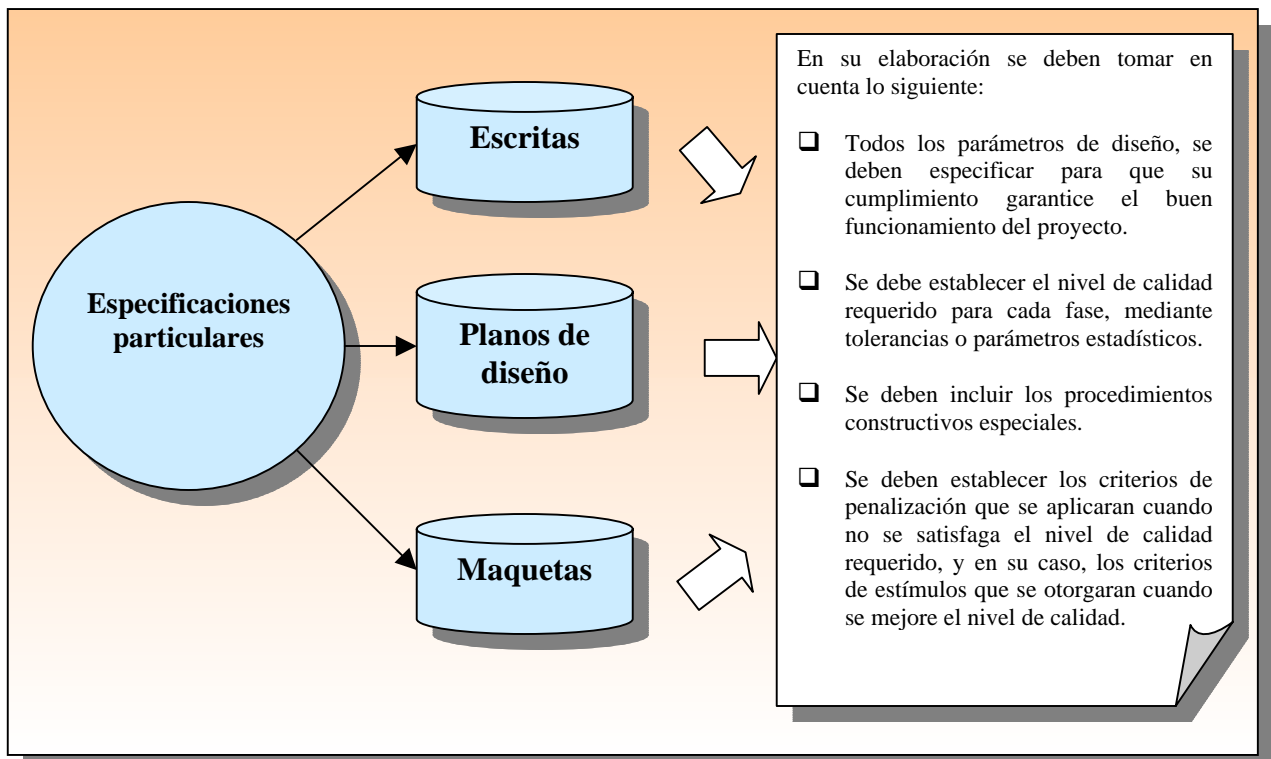 Especificaciones
particulares
Escritas
Planos de
diseño
Maquetas
En su elaboración se deben tomar en
cuenta lo siguiente:
Todos los parámetros de diseño, se
deben especificar para que su
cumplimiento garantice el buen
funcionamiento del proyecto.
Se debe establecer el nivel de calidad
requerido para cada fase, mediante
tolerancias o parámetros estadísticos.
Se deben incluir los procedimientos
constructivos especiales.
Se deben establecer los criterios de
penalización que se aplicaran cuando
no se satisfaga el nivel de calidad
requerido, y en su caso, los criterios
de estímulos que se otorgaran cuando
se mejore el nivel de calidad.